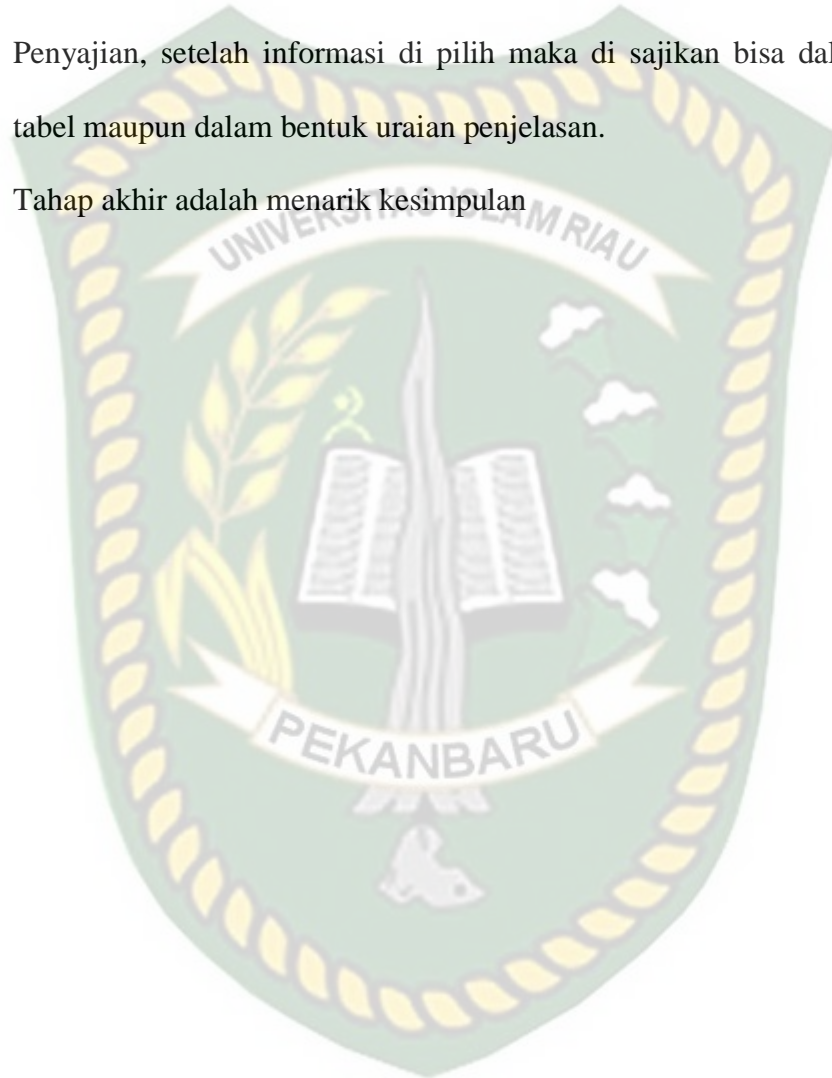 Penyajian, setelah informasi di pilih maka di sajikan bisa
tabel maupun dalam bentuk uraian penjelasan.
Tahap akhir adalah menarik kesimpulan
UNIVERSITAS ISLAM RIAU
PEKANBARU